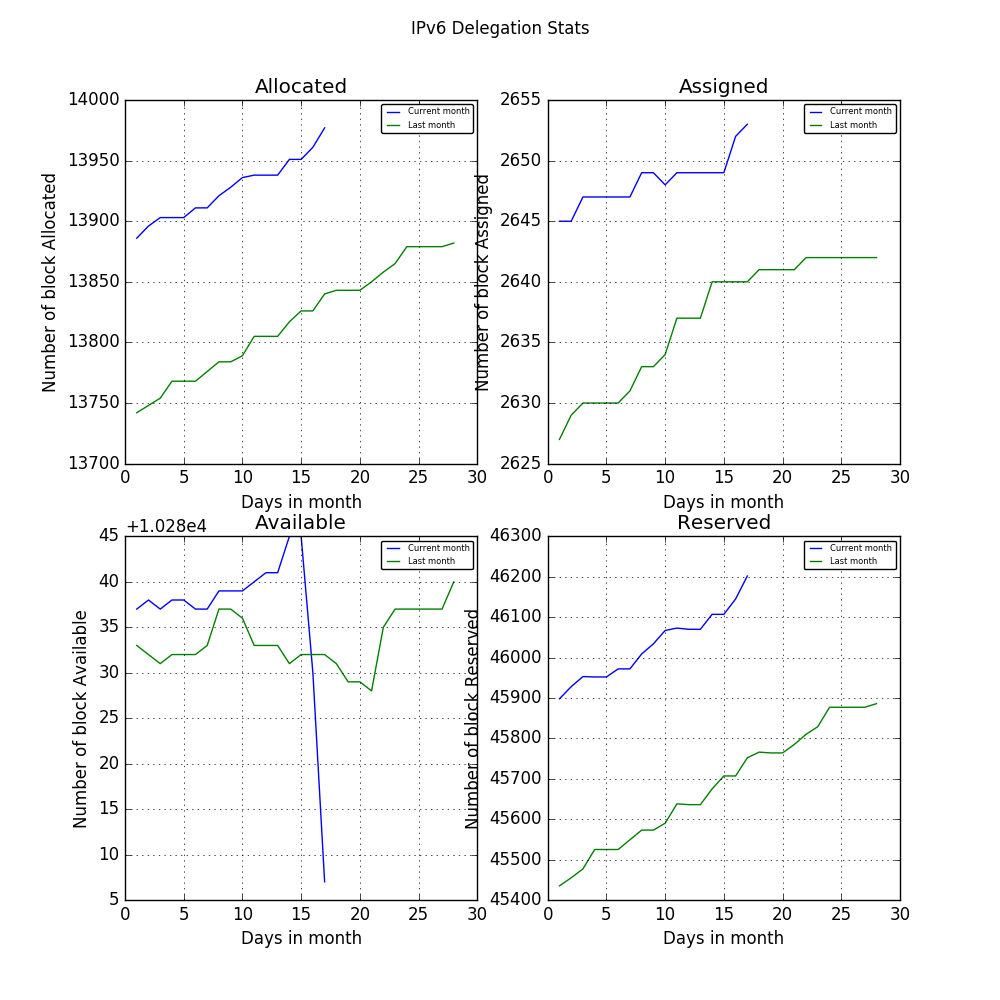 IPv6 Delegation Stats
Allocated
Number of block Allocated
14000
13950
13900
13850
13800
13750
13700
Current month
Last month
0 5 10 15 20 25 30
Days in month
Assigned
Number of block Assigned
2655
2650
2645
2640
2635
2630
2625
Current month
Last month
0 5 10 15 20 25 30
Days in month
Available
+1.028e4
Number of block Available
45
40
35
30
25
20
15
10
5
Current month
Last month
0 5 10 15 20 25 30
Days in month
Reserved
Number of block Reserved
46300
46200
46100
46000
45900
45800
45700
45600
45500
45400
Current month
Last month
0 5 10 15 20 25 30
Days in month